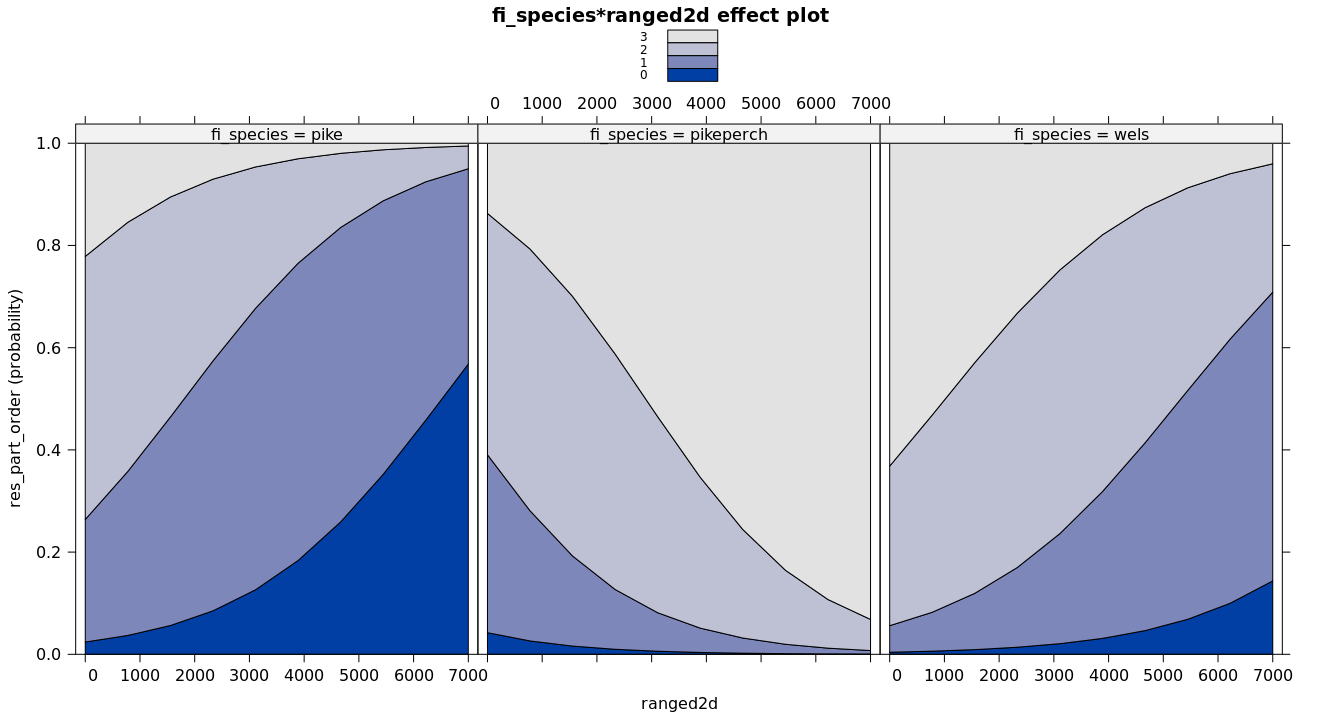 fi_species*ranged2d effect plot
3
2
1
0
0 1000 2000 3000 4000 5000 6000 7000
fi_species = pike fi_species = pikeperch fi_species = wels
1.0
0.8
0.6
0.4
0.2
0.0
res_part_order (probability)
0 1000 2000 3000 4000 5000 6000 7000 0 1000 2000 3000 4000 5000 6000 7000
ranged2d